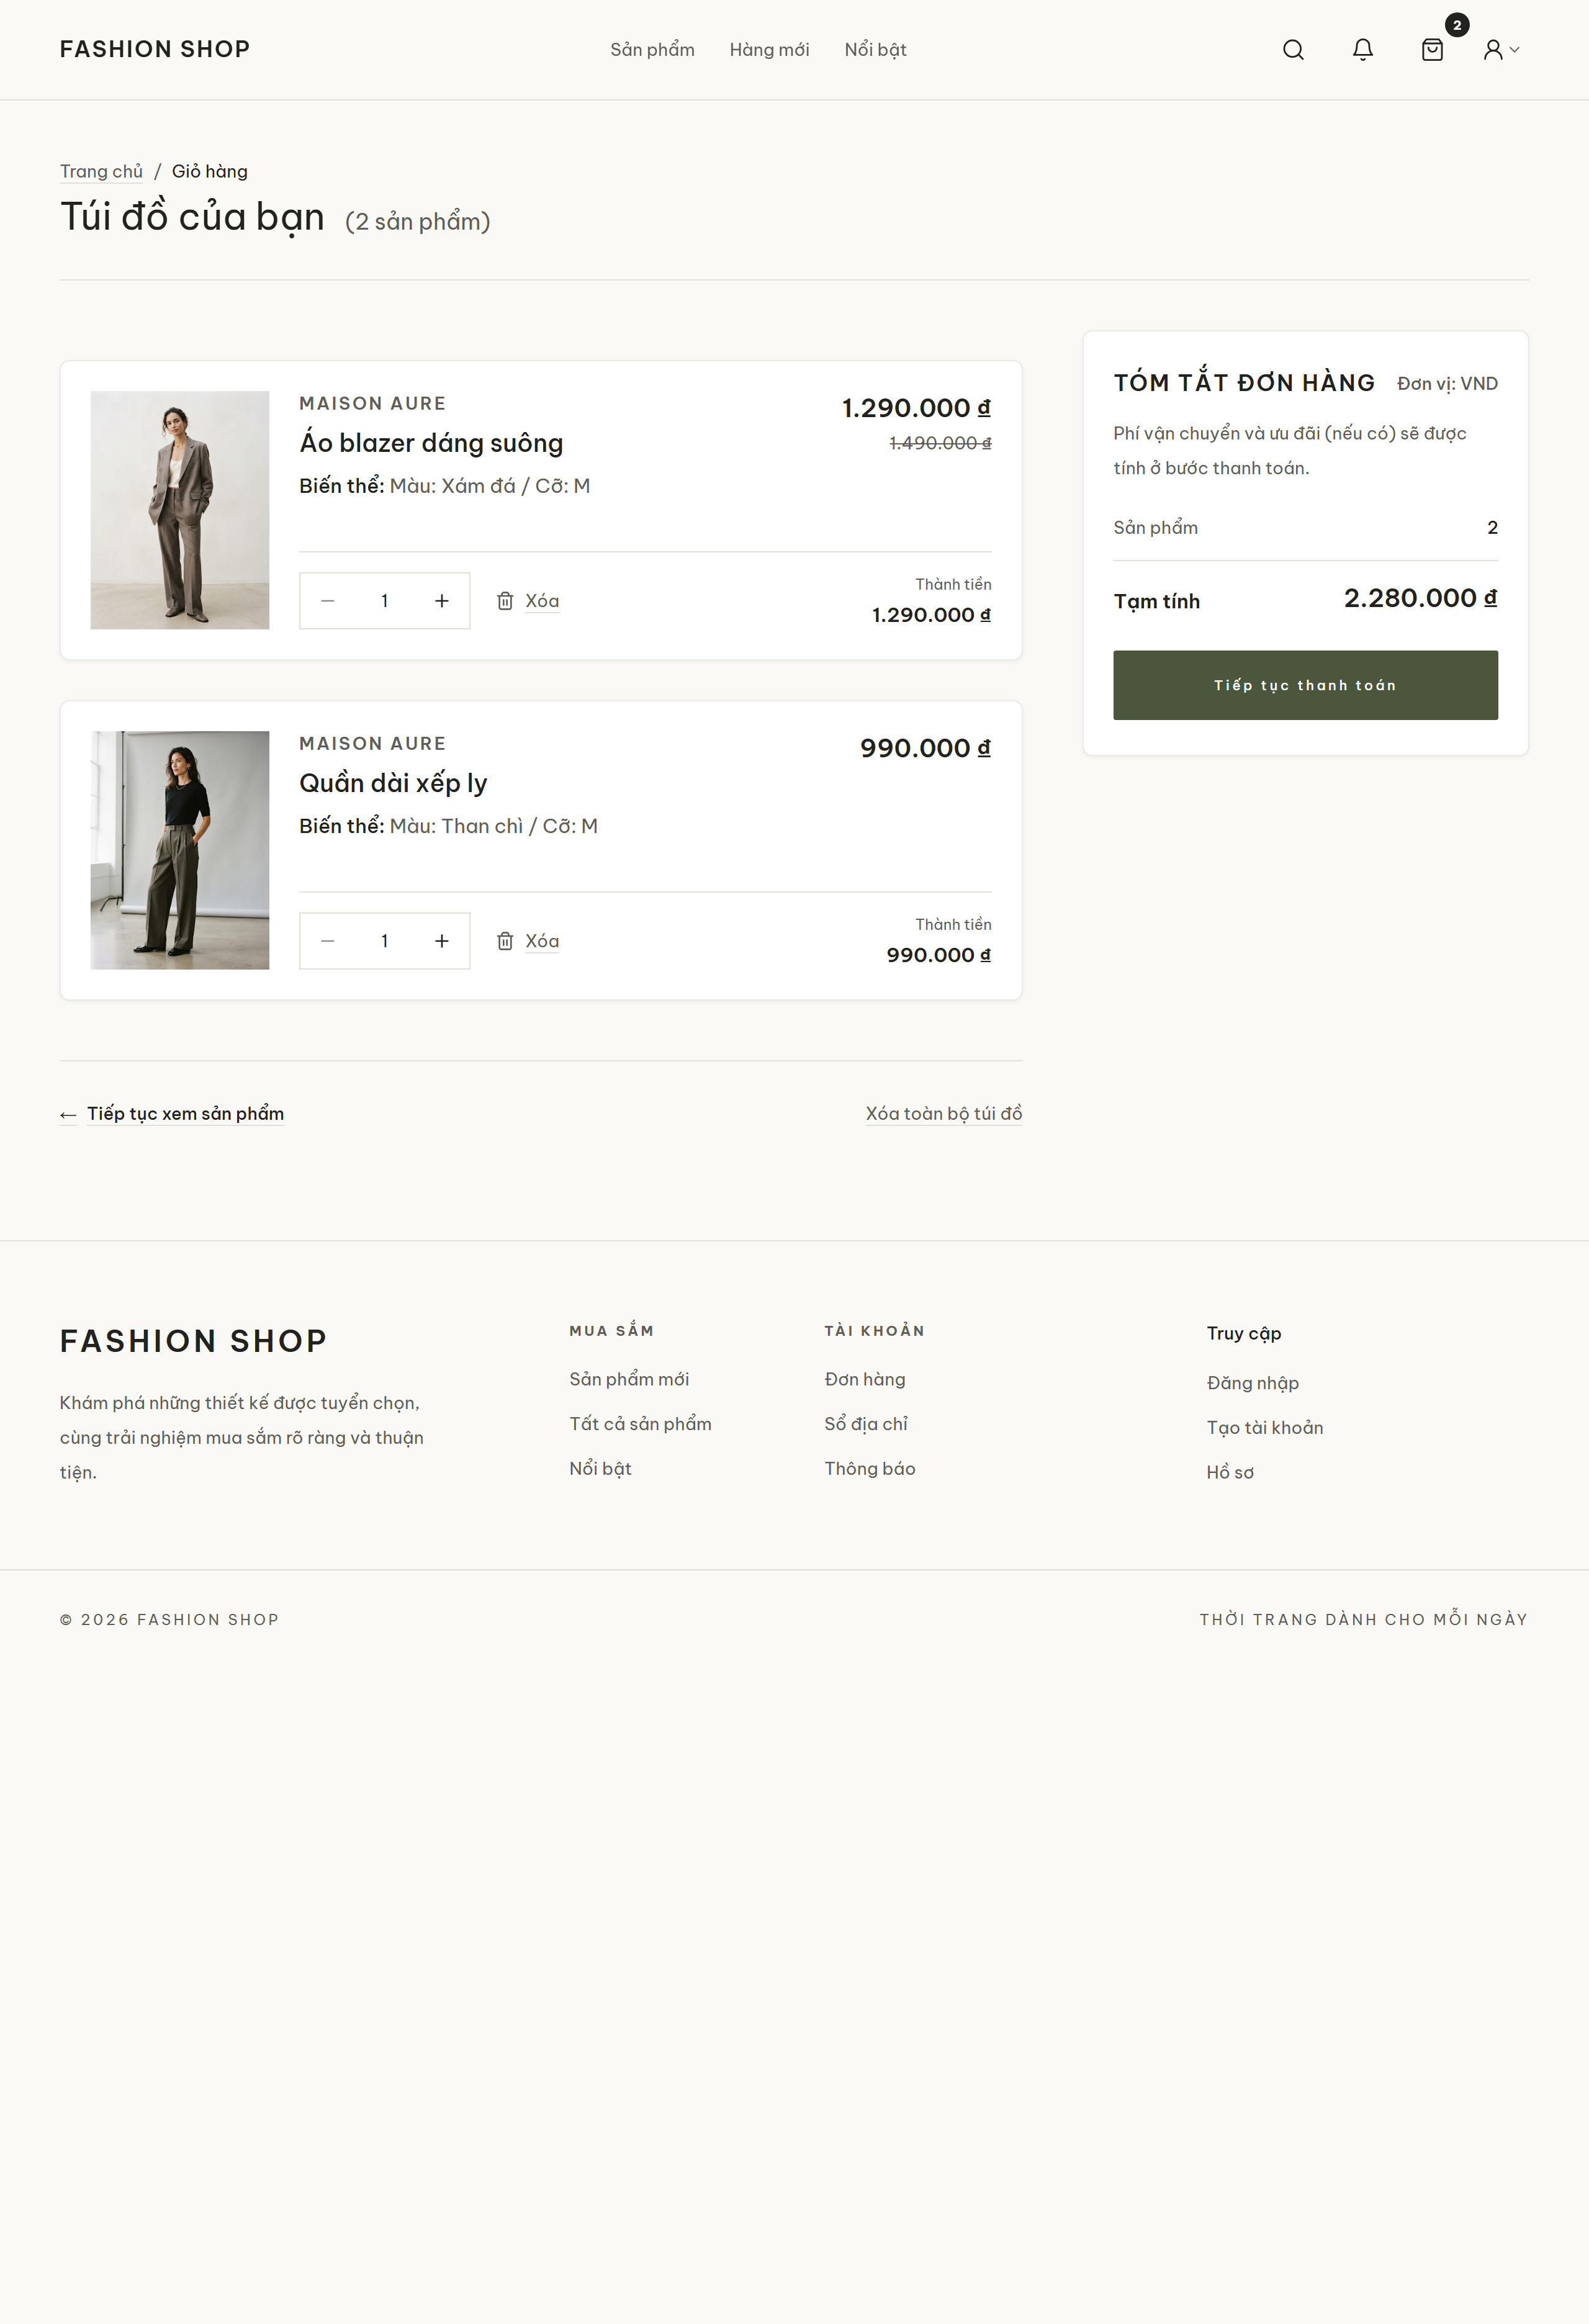 FASHION SHOP
Sản phẩm
Hàng mới
Nổi bật
2
Trang chủ / Giỏ hàng
Túi đồ của bạn (2 sản phẩm)
MAISON AURE
Áo blazer dáng suông
Biến thể: Màu: Xám đá / Cỡ: M
1.290.000 ₫
1.490.000 ₫
1
Xóa
Thành tiền
1.290.000 ₫
MAISON AURE
Quần dài xếp ly
Biến thể: Màu: Than chì / Cỡ: M
990.000 ₫
1
Xóa
Thành tiền
990.000 ₫
← Tiếp tục xem sản phẩm
Xóa toàn bộ túi đồ
TÓM TẮT ĐƠN HÀNG
Đơn vị: VND
Phí vận chuyển và ưu đãi (nếu có) sẽ được
tính ở bước thanh toán.
Sản phẩm 2
Tạm tính 2.280.000 ₫
Tiếp tục thanh toán
FASHION SHOP
Khám phá những thiết kế được tuyển chọn,
cùng trải nghiệm mua sắm rõ ràng và thuận
tiện.
MUA SẮM
Sản phẩm mới
Tất cả sản phẩm
Nổi bật
TÀI KHOẢN
Đơn hàng
Sổ địa chỉ
Thông báo
Truy cập
Đăng nhập
Tạo tài khoản
Hồ sơ
© 2026 FASHION SHOP
THỜI TRANG DÀNH CHO MỖI NGÀY